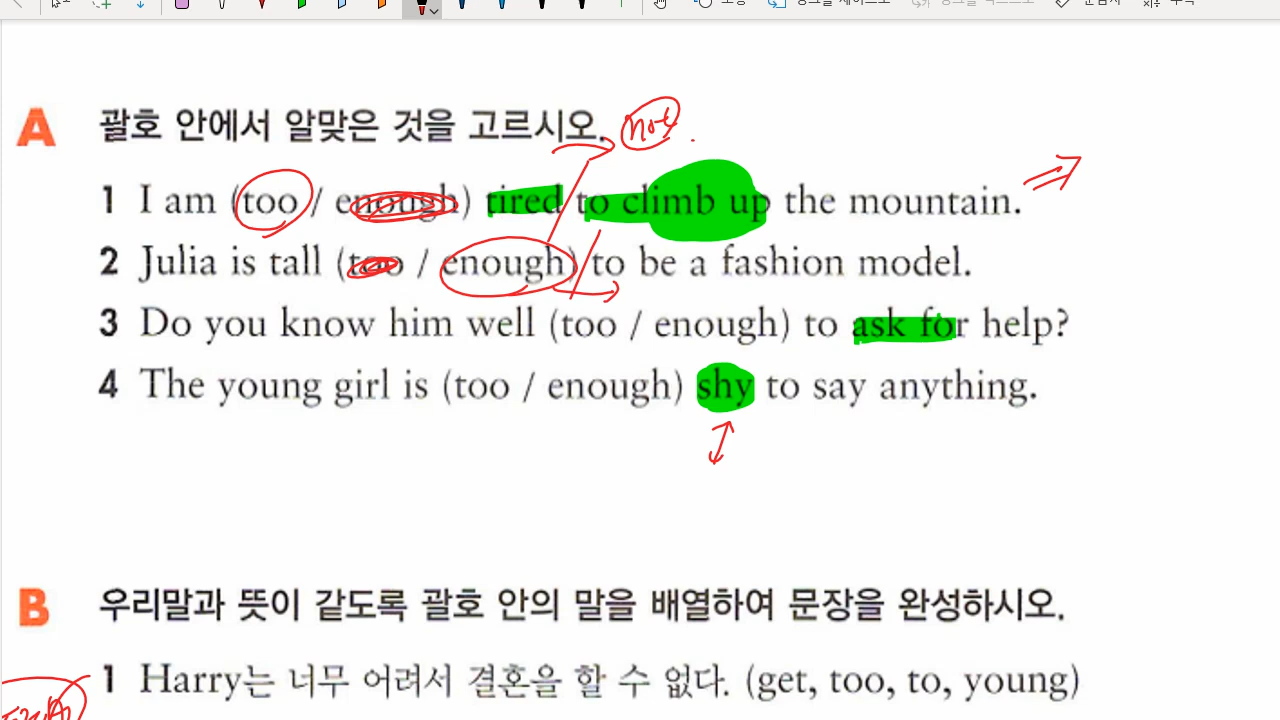 A 괄호 안에서 알맞은 것을 고르시오. not
1 I am (too / enough) tired to climb up the mountain.
2 Julia is tall (too / enough) to be a fashion model.
3 Do you know him well (too / enough) to ask for help?
4 The young girl is (too / enough) shy to say anything.
B 우리말과 뜻이 같도록 괄호 안의 말을 배열하여 문장을 완성하시오.
1 Harry는 너무 어려서 결혼을 할 수 없다. (get, too, to, young)